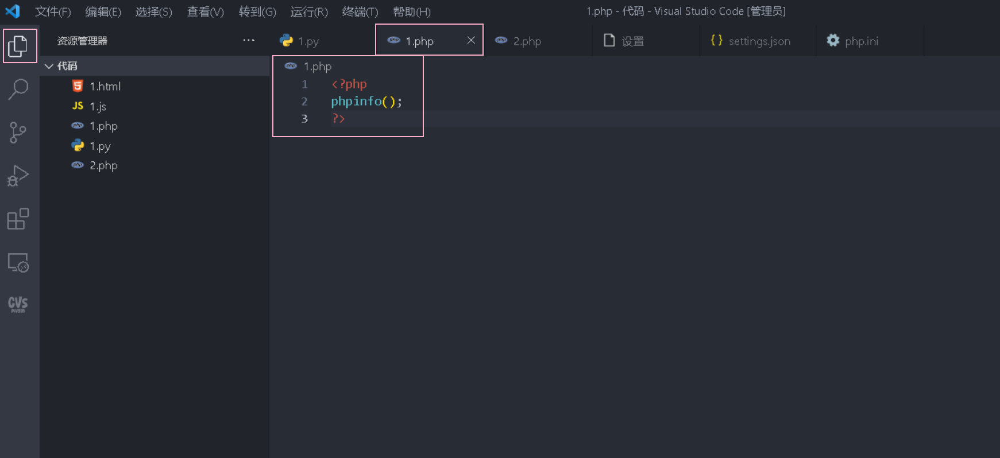 文件(F) 编辑(E) 选择(S) 查看(V) 转到(G) 运行(R) 终端(T) 帮助(H) 1.php - 代码 - Visual Studio Code [管理员]
资源管理器 ··· 1.py 1.php 2.php 设置 {} settings.json php.ini
代码
1.html
JS 1.js
1.php
1.py
2.php
php 1.php
1 <?php
2 phpinfo();
3 ?>
CVs